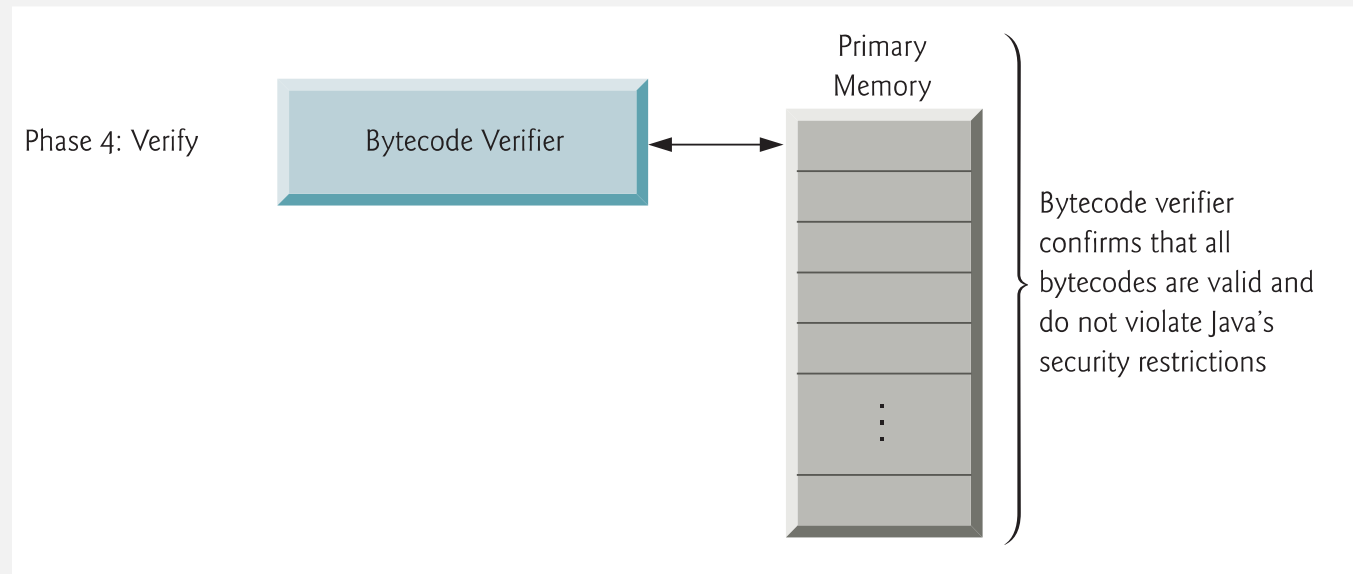 Phase 4: Verify
Bytecode Verifier
Primary
Memory
Bytecode verifier
confirms that all
bytecodes are valid and
do not violate Java’s
security restrictions